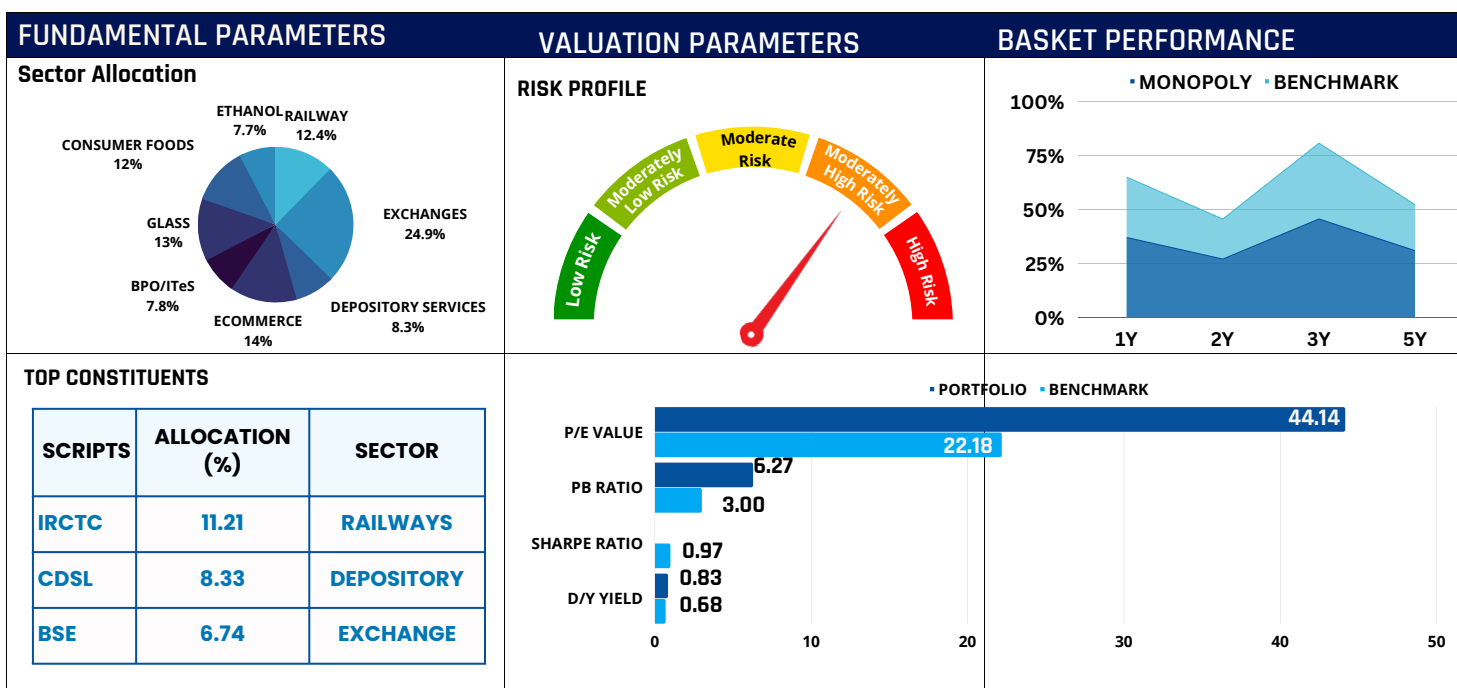 FUNDAMENTAL PARAMETERS
VALUATION PARAMETERS
BASKET PERFORMANCE
Sector Allocation
ETHANOL
7.7%
RAILWAY
12.4%
CONSUMER FOODS
12%
EXCHANGES
24.9%
GLASS
13%
BPO/ITeS
7.8%
DEPOSITORY SERVICES
8.3%
ECOMMERCE
14%
RISK PROFILE
Low Risk
Moderately
Low Risk
Moderate
Risk
Moderately
High Risk
High Risk
MONOPOLY BENCHMARK
100%
75%
50%
25%
0%
1Y 2Y 3Y 5Y
TOP CONSTITUENTS
SCRIPTS ALLOCATION (%) SECTOR
IRCTC 11.21 RAILWAYS
CDSL 8.33 DEPOSITORY
BSE 6.74 EXCHANGE
PORTFOLIO BENCHMARK
P/E VALUE
44.14
22.18
PB RATIO
6.27
3.00
SHARPE RATIO
0.97
D/Y YIELD
0.83
0.68
0 10 20 30 40 50